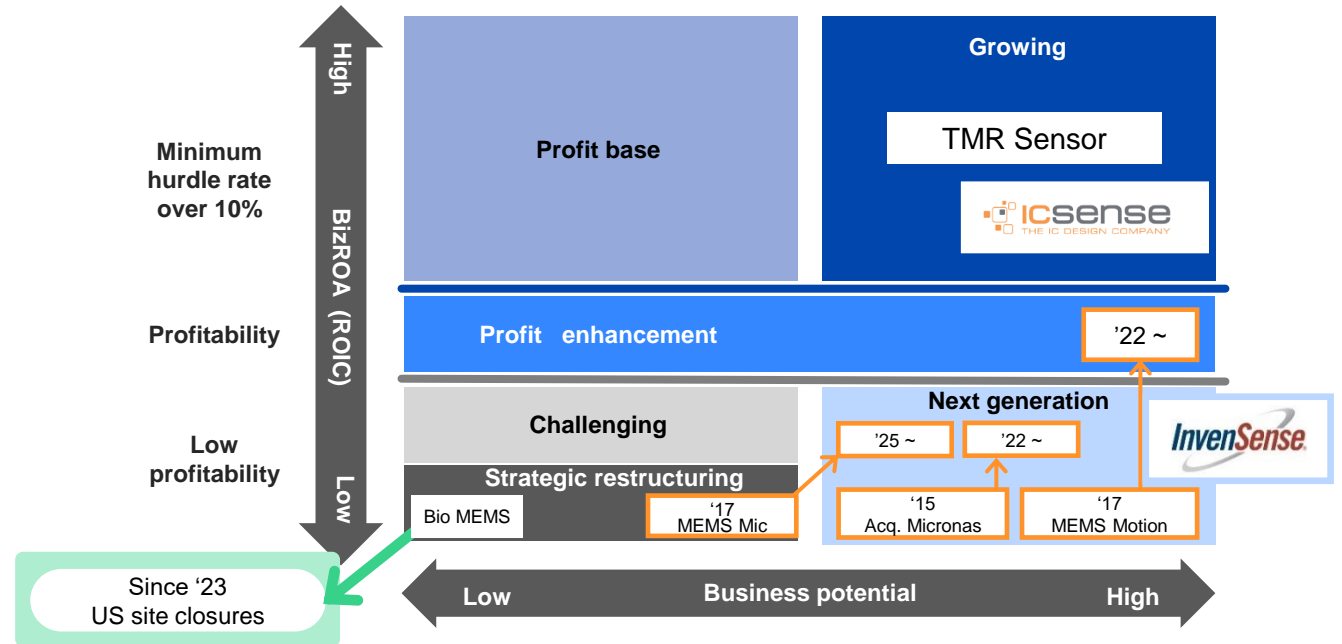 High
BizROA (ROIC)
Low
Minimum
hurdle rate
over 10%
Profitability
Low
profitability
Profit base
Growing
TMR Sensor
icsense
THE IC DESIGN COMPANY
Profit enhancement
’22 ~
Challenging
Next generation
’25 ~
’22 ~
InvenSense
Strategic restructuring
Bio MEMS
‘17
MEMS Mic
‘15
Acq. Micronas
‘17
MEMS Motion
Since ‘23
US site closures
Low
Business potential
High